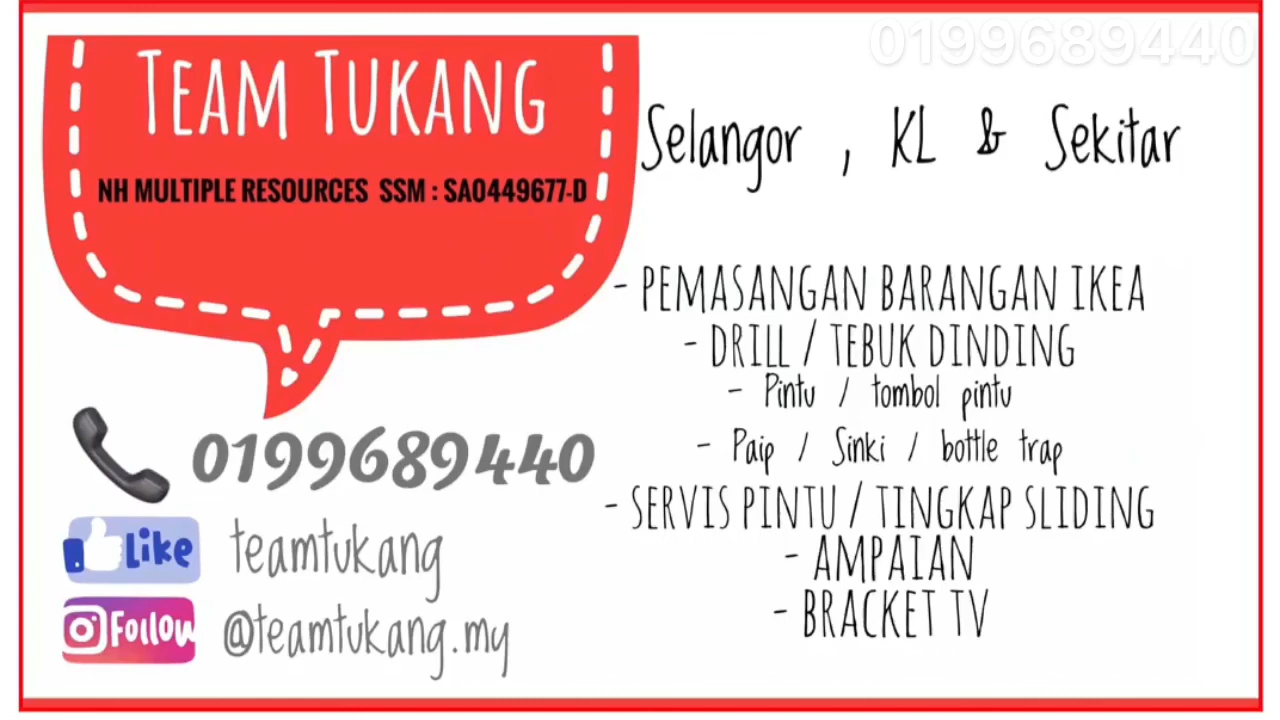 0199689440
TEAM TUKANG
NH MULTIPLE RESOURCES SSM : SA0449677-D
0199689440
Like teamtukang
Follow @teamtukang.my
Selangor , KL & Sekitar
- PEMASANGAN BARANGAN IKEA
- DRILL / TEBUK DINDING
- Pintu / tombol pintu
- Paip / Sinki / bottle trap
- SERVIS PINTU / TINGKAP SLIDING
- AMPAIAN
- BRACKET TV